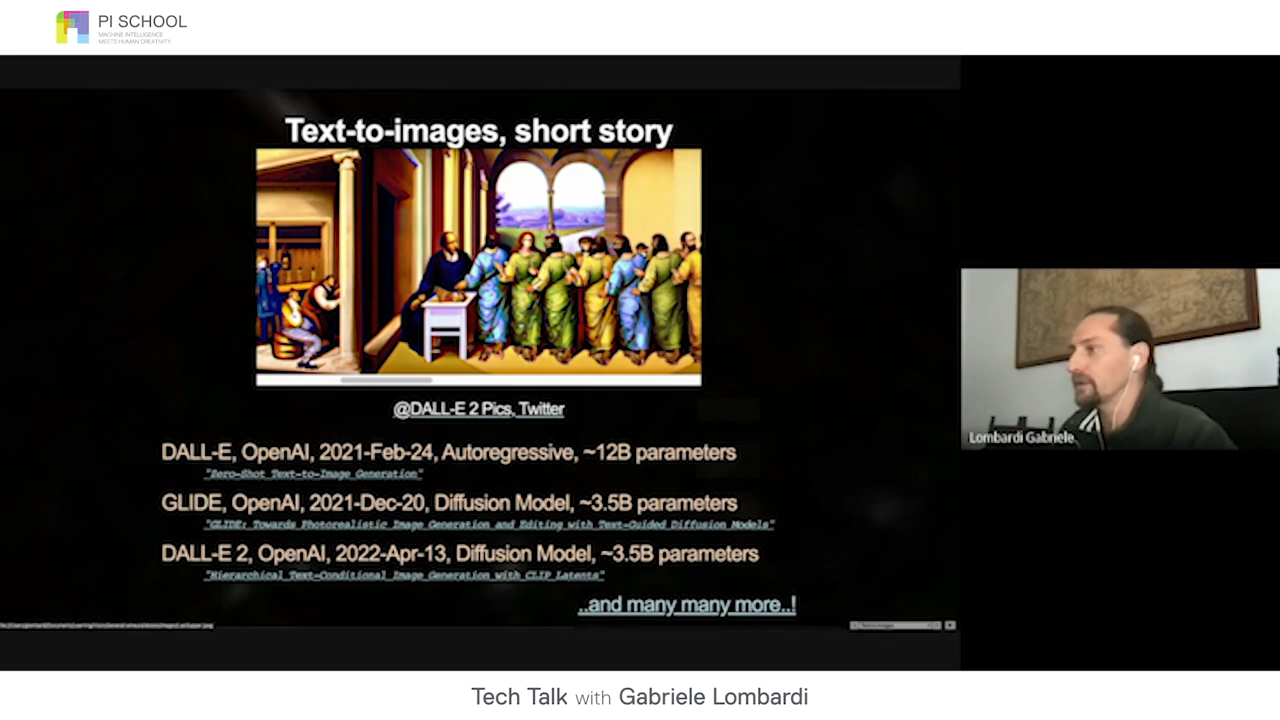 PI SCHOOL
MACHINE INTELLIGENCE
MEETS HUMAN CREATIVITY
Text-to-images, short story
@DALL-E 2 Pics, Twitter
DALL-E, OpenAI, 2021-Feb-24, Autoregressive, ~12B parameters
"Zero-Shot Text-to-Image Generation"
GLIDE, OpenAI, 2021-Dec-20, Diffusion Model, ~3.5B parameters
"GLIDE: Towards Photorealistic Image Generation and Editing with Text-Guided Diffusion Models"
DALL-E 2, OpenAI, 2022-Apr-13, Diffusion Model, ~3.5B parameters
"Hierarchical Text-Conditional Image Generation with CLIP Latents"
..and many many more..!
Lombardi Gabriele
Tech Talk with Gabriele Lombardi